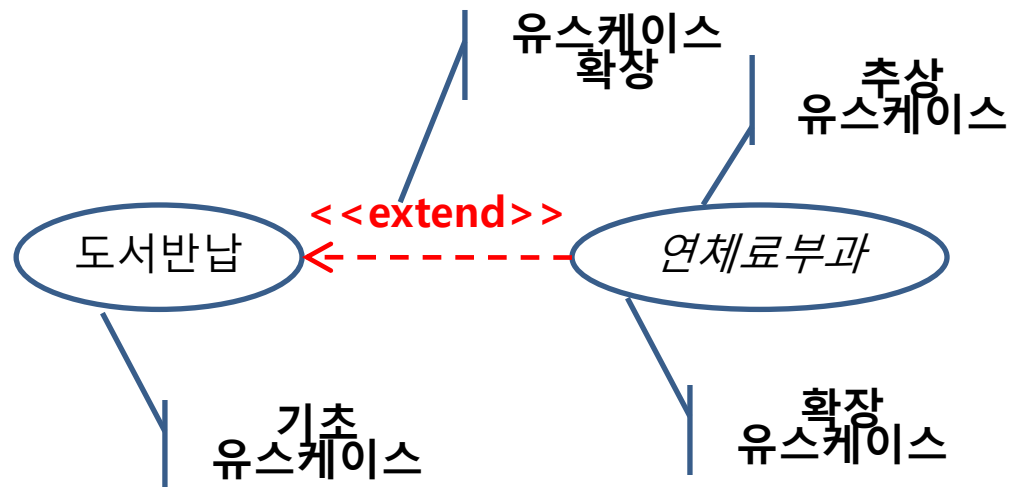 유스케이스
확장
추상
유스케이스
<<extend>>
도서반납
연체료부과
기초
유스케이스
확장
유스케이스